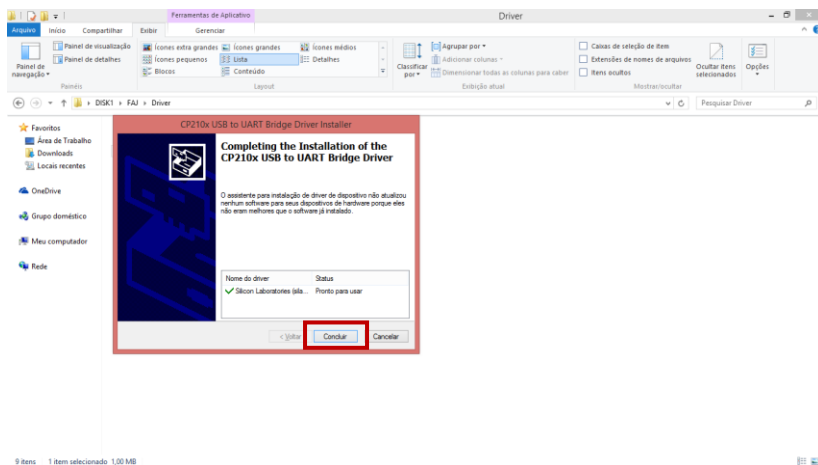 Ferramentas de Aplicativo
Driver
Arquivo Início Compartilhar Exibir Gerenciar
Painel de navegação
Painel de visualização
Painel de detalhes
Painéis
Ícones extra grandes Ícones grandes Ícones médios
Ícones pequenos Lista Detalhes
Blocos Conteúdo
Layout
Classificar por
Agrupar por
Adicionar colunas
Dimensionar todas as colunas para caber
Exibição atual
Caixas de seleção de item
Extensões de nomes de arquivos
Itens ocultos
Ocultar itens selecionados
Mostrar/ocultar
Opções
DISK1 FAJ Driver
Pesquisar Driver
Favoritos
Área de Trabalho
Downloads
Locais recentes
OneDrive
Grupo doméstico
Meu computador
Rede
CP210x USB to UART Bridge Driver Installer
Completing the Installation of the
CP210x USB to UART Bridge Driver
O assistente para instalação de driver de dispositivo não atualizou
nenhum software para seus dispositivos de hardware porque eles
não eram melhores que o software já instalado.
Nome do driver Status
Silicon Laboratories (sila... Pronto para usar
< Voltar Concluir Cancelar
9 itens 1 item selecionado 1,00 MB